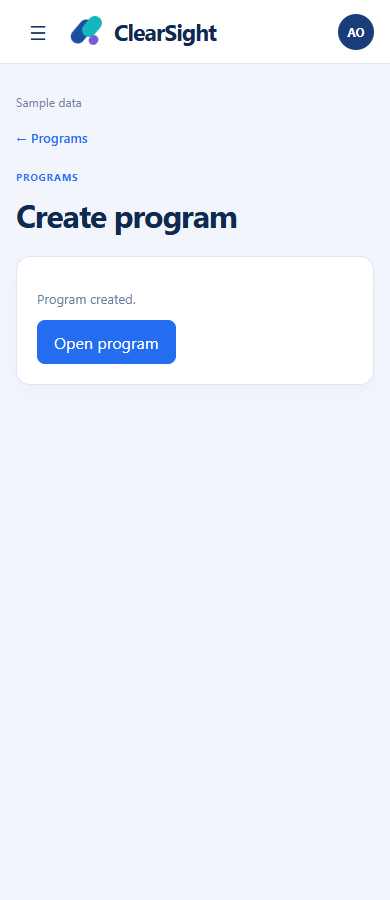 ☰ ClearSight AO
Sample data
← Programs
PROGRAMS
Create program
Program created.
Open program